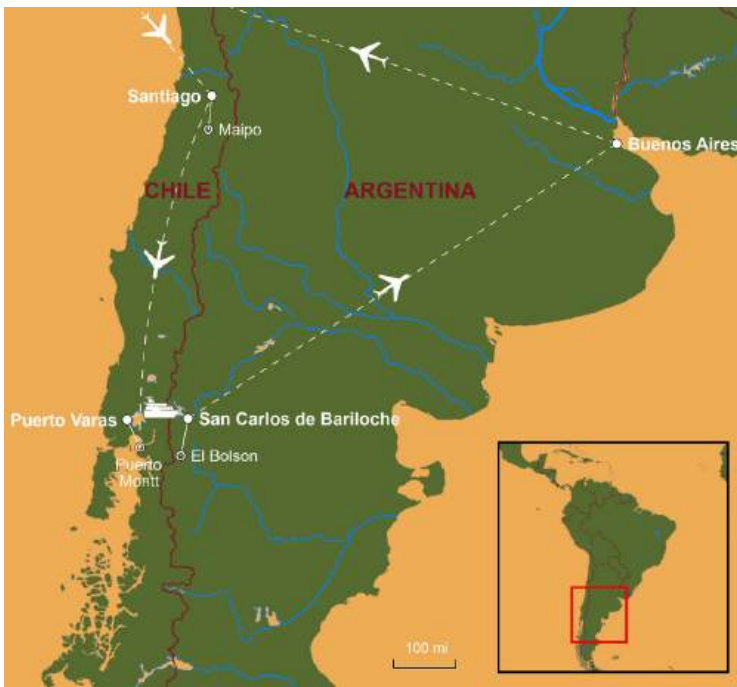 Santiago
Maipo
Buenos Aires
CHILE
ARGENTINA
Puerto Varas
San Carlos de Bariloche
Puerto
Montt
El Bolson
100 mi